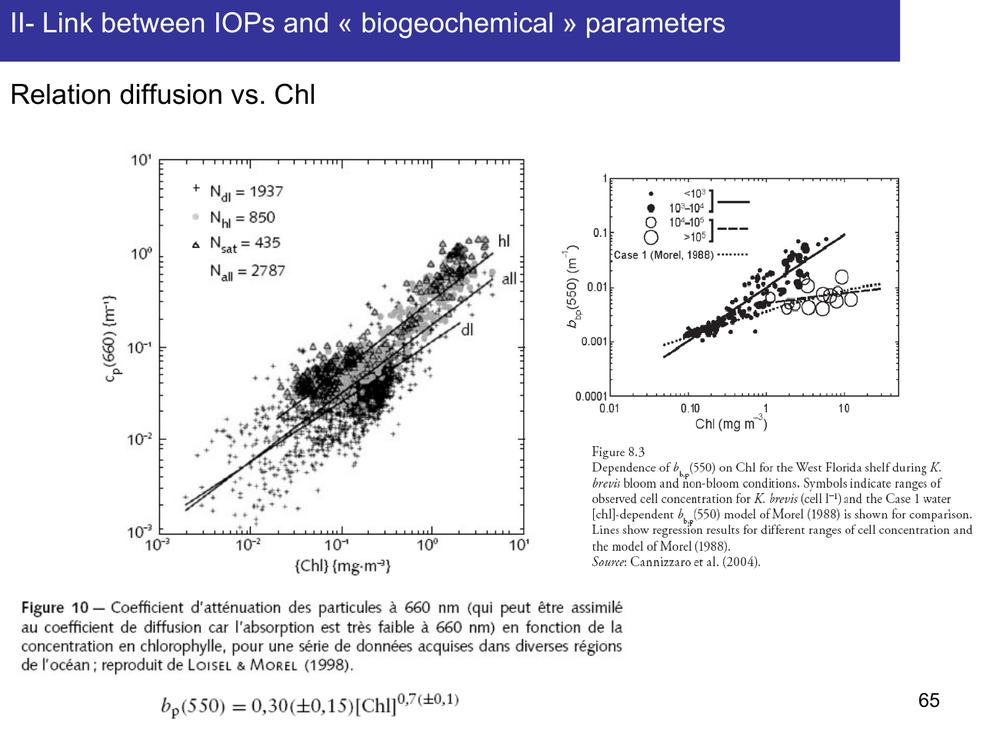 II- Link between IOPs and « biogeochemical » parameters
Relation diffusion vs. Chl
10¹
10⁰
10⁻¹
10⁻²
10⁻³
cₚ(660) {m⁻¹}
+ N_dl = 1937
N_hl = 850
N_sat = 435
N_all = 2787
hl
all
dl
10⁻³ 10⁻² 10⁻¹ 10⁰ 10¹
{Chl} {mg·m⁻³}
1
0.1
0.01
0.001
0.0001
b_bp(550) (m⁻¹)
<10³
10³–10⁴
10⁴–10⁵
>10⁵
Case 1 (Morel, 1988)
0.01 0.10 1 10
Chl (mg m⁻³)
Figure 8.3
Dependence of b_bp(550) on Chl for the West Florida shelf during K.
brevis bloom and non-bloom conditions. Symbols indicate ranges of
observed cell concentration for K. brevis (cell l⁻¹) and the Case 1 water
[chl]-dependent b_bp(550) model of Morel (1988) is shown for comparison.
Lines show regression results for different ranges of cell concentration and
the model of Morel (1988).
Source: Cannizzaro et al. (2004).
Figure 10 — Coefficient d'atténuation des particules à 660 nm (qui peut être assimilé
au coefficient de diffusion car l'absorption est très faible à 660 nm) en fonction de la
concentration en chlorophylle, pour une série de données acquises dans diverses régions
de l'océan ; reproduit de LOISEL & MOREL (1998).
bₚ(550) = 0,30(±0,15)[Chl]^0,7(±0,1)
65